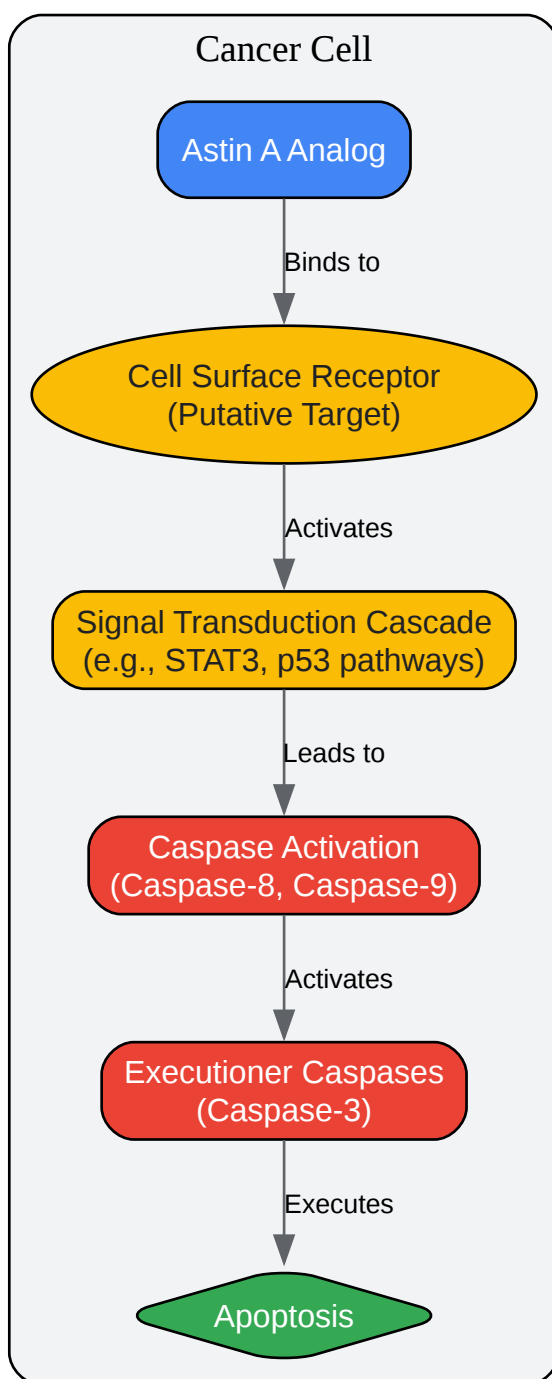 Cancer Cell
Astin A Analog
Binds to
Cell Surface Receptor
(Putative Target)
Activates
Signal Transduction Cascade
(e.g., STAT3, p53 pathways)
Leads to
Caspase Activation
(Caspase-8, Caspase-9)
Activates
Executioner Caspases
(Caspase-3)
Executes
Apoptosis